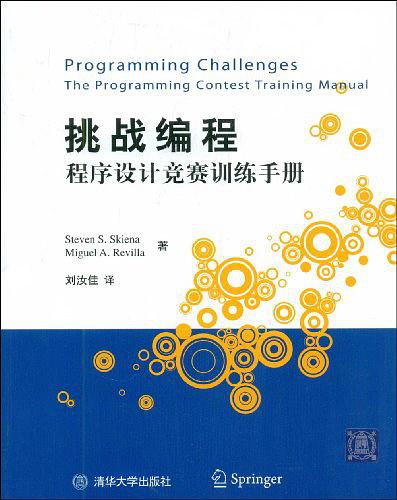 Programming Challenges
The Programming Contest Training Manual
挑战编程
程序设计竞赛训练手册
Steven S. Skiena
Miguel A. Revilla
著
刘汝佳 译
清华大学出版社
Springer